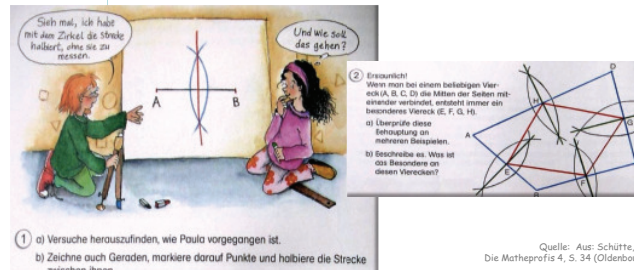 Sieh mal, ich habe
mit dem Zirkel die Strecke
halbiert, ohne sie zu
messen.
Und wie soll
das gehen?
A
B
1 a) Versuche herauszufinden, wie Paula vorgegangen ist.
b) Zeichne auch Geraden, markiere darauf Punkte und halbiere die Strecke
zwischen ihnen.
2 Erstaunlich!
Wenn man bei einem beliebigen Vier-
eck (A, B, C, D) die Mitten der Seiten mit-
einander verbindet, entsteht immer ein
besonderes Viereck (E, F, G, H).
a) Überprüfe diese
Behauptung an
mehreren Beispielen.
b) Beschreibe es. Was ist
das Besondere an
diesen Vierecken?
D
H
G
A
E
F
Quelle: Aus: Schütte,
Die Matheprofis 4, S. 34 (Oldenbo